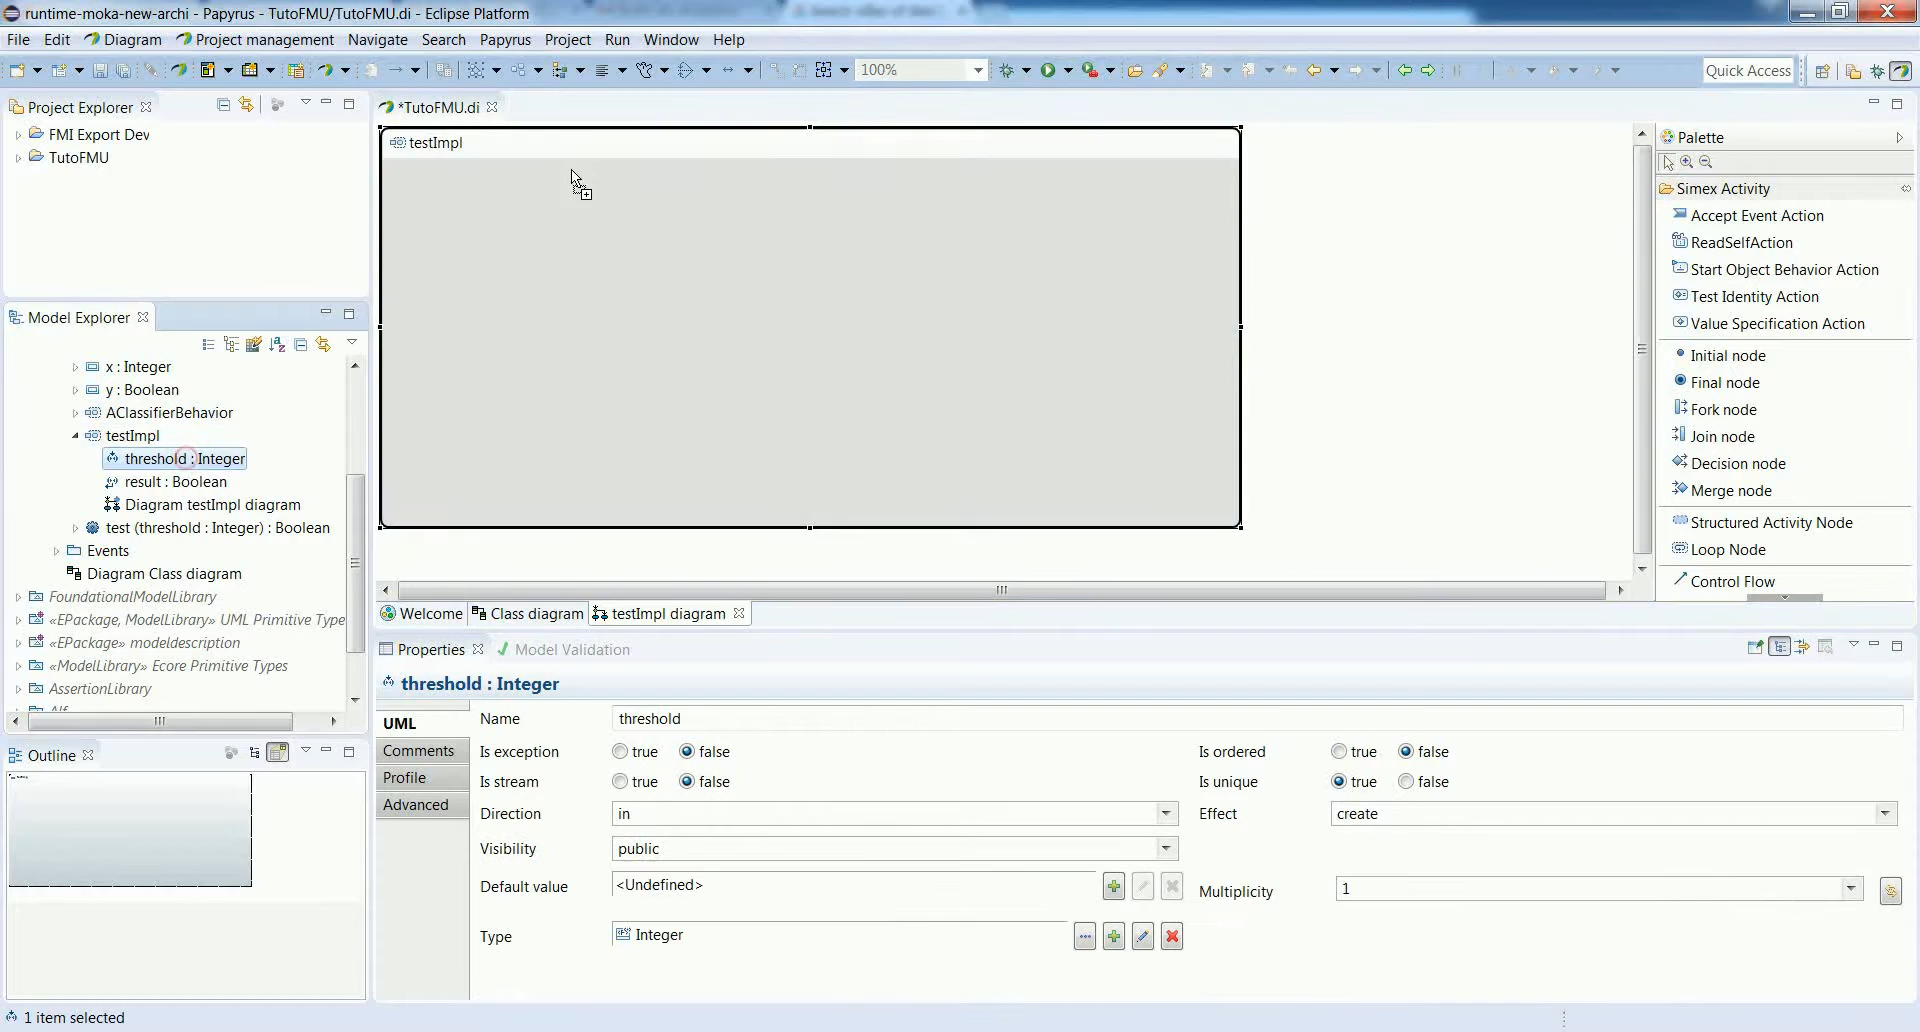 runtime-moka-new-archi - Papyrus - TutoFMU/TutoFMU.di - Eclipse Platform
File Edit Diagram Project management Navigate Search Papyrus Project Run Window Help
100%
Quick Access
Project Explorer
FMI Export Dev
TutoFMU
*TutoFMU.di
testImpl
Palette
Simex Activity
Accept Event Action
ReadSelfAction
Start Object Behavior Action
Test Identity Action
Value Specification Action
Initial node
Final node
Fork node
Join node
Decision node
Merge node
Structured Activity Node
Loop Node
Control Flow
Model Explorer
x : Integer
y : Boolean
AClassifierBehavior
testImpl
threshold : Integer
result : Boolean
Diagram testImpl diagram
test (threshold : Integer) : Boolean
Events
Diagram Class diagram
FoundationalModelLibrary
«EPackage, ModelLibrary» UML Primitive Type
«EPackage» modeldescription
«ModelLibrary» Ecore Primitive Types
AssertionLibrary
Welcome Class diagram testImpl diagram
Properties Model Validation
threshold : Integer
UML
Comments
Profile
Advanced
Name threshold
Is exception true false Is ordered true false
Is stream true false Is unique true false
Direction in Effect create
Visibility public
Default value <Undefined> Multiplicity 1
Type Integer
Outline
1 item selected